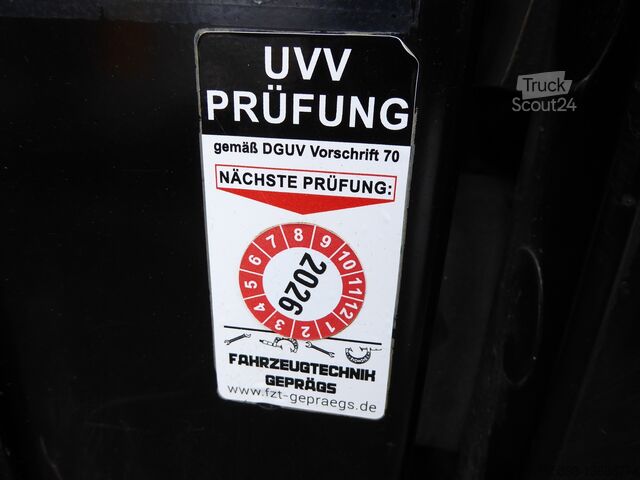 UVV
PRÜFUNG
gemäß DGUV Vorschrift 70
NÄCHSTE PRÜFUNG:
1 2 3 4 5 6 7 8 9 10 11 12
2026
FAHRZEUGTECHNIK
GEPRÄGS
www.fzt-gepraegs.de
Truck
Scout24